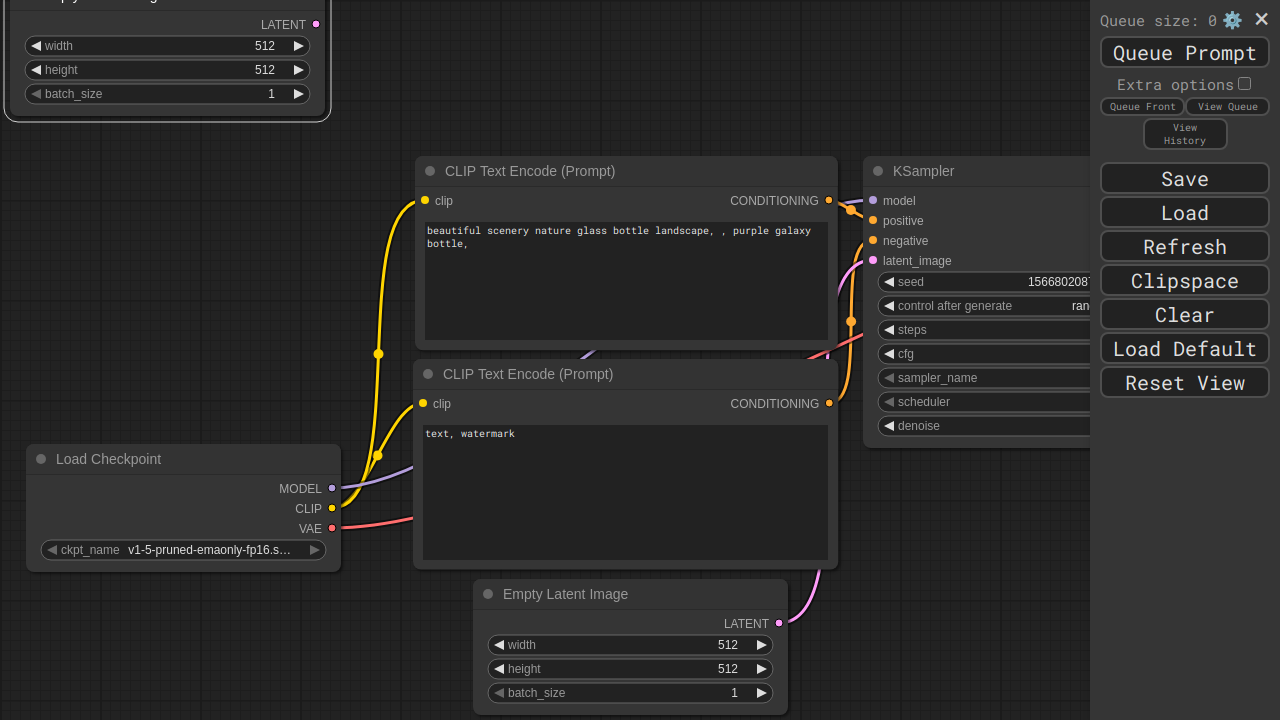 LATENT
width 512
height 512
batch_size 1
CLIP Text Encode (Prompt)
clip CONDITIONING
beautiful scenery nature glass bottle landscape, , purple galaxy
bottle,
CLIP Text Encode (Prompt)
clip CONDITIONING
text, watermark
Load Checkpoint
MODEL
CLIP
VAE
ckpt_name v1-5-pruned-emaonly-fp16.s…
Empty Latent Image
LATENT
width 512
height 512
batch_size 1
KSampler
model
positive
negative
latent_image
seed 156680208
control after generate ran
steps
cfg
sampler_name
scheduler
denoise
Queue size: 0
Queue Prompt
Extra options
Queue Front
View Queue
View
History
Save
Load
Refresh
Clipspace
Clear
Load Default
Reset View